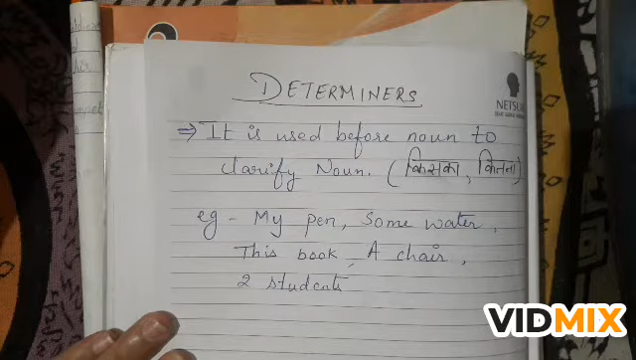 DETERMINERS
NETSU
⇒ It is used before noun to
clarify Noun. (किसका, कितना)
eg - My pen, Some water,
This book, A chair,
2 students
VIDMIX